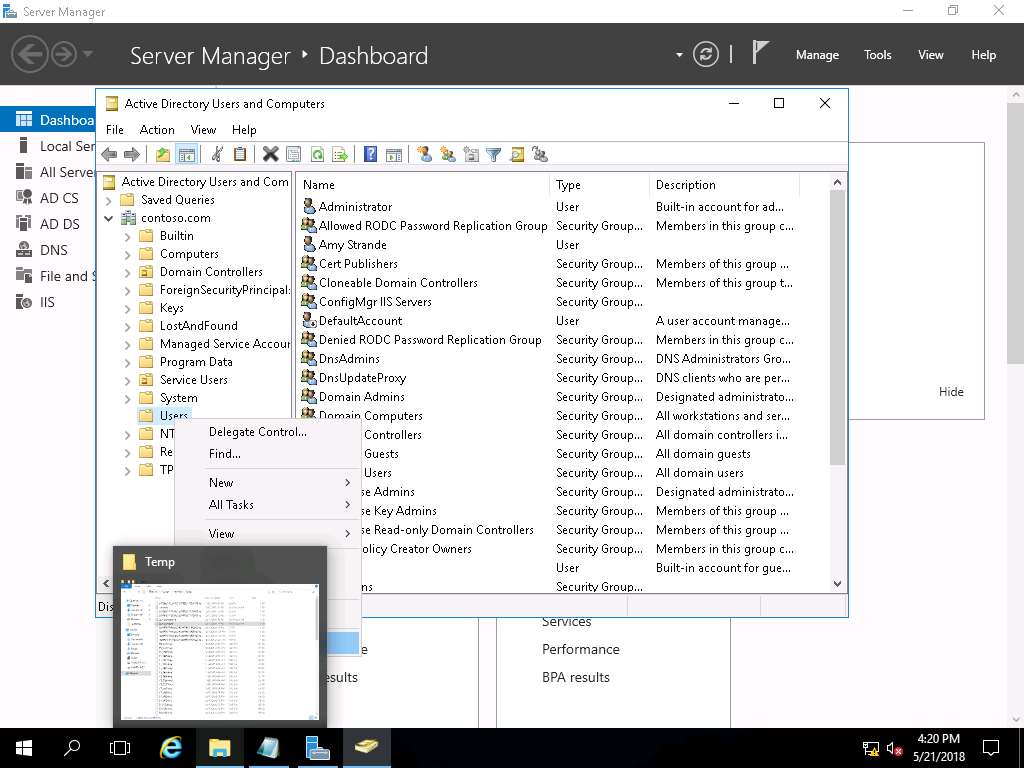 Server Manager
Server Manager ‣ Dashboard
Manage Tools View Help
Dashboa
Local Ser
All Serve
AD CS
AD DS
DNS
File and S
IIS
Active Directory Users and Computers
File Action View Help
Active Directory Users and Com
Saved Queries
contoso.com
Builtin
Computers
Domain Controllers
ForeignSecurityPrincipal
Keys
LostAndFound
Managed Service Accou
Program Data
Service Users
System
Users
NT
Re
TP
Name Type Description
Administrator User Built-in account for ad...
Allowed RODC Password Replication Group Security Group... Members in this group c...
Amy Strande User
Cert Publishers Security Group... Members of this group ...
Cloneable Domain Controllers Security Group... Members of this group t...
ConfigMgr IIS Servers Security Group...
DefaultAccount User A user account manage...
Denied RODC Password Replication Group Security Group... Members in this group c...
DnsAdmins Security Group... DNS Administrators Gro...
DnsUpdateProxy Security Group... DNS clients who are per...
Domain Admins Security Group... Designated administrato...
Domain Computers Security Group... All workstations and ser...
Controllers Security Group... All domain controllers i...
Guests Security Group... All domain guests
Users Security Group... All domain users
se Admins Security Group... Designated administrato...
se Key Admins Security Group... Members of this group ...
se Read-only Domain Controllers Security Group... Members of this group ...
olicy Creator Owners Security Group... Members in this group c...
User Built-in account for gue...
ns Security Group...
Delegate Control...
Find...
New
All Tasks
View
Temp
Dis
Hide
esults
Services
Performance
BPA results
4:20 PM
5/21/2018